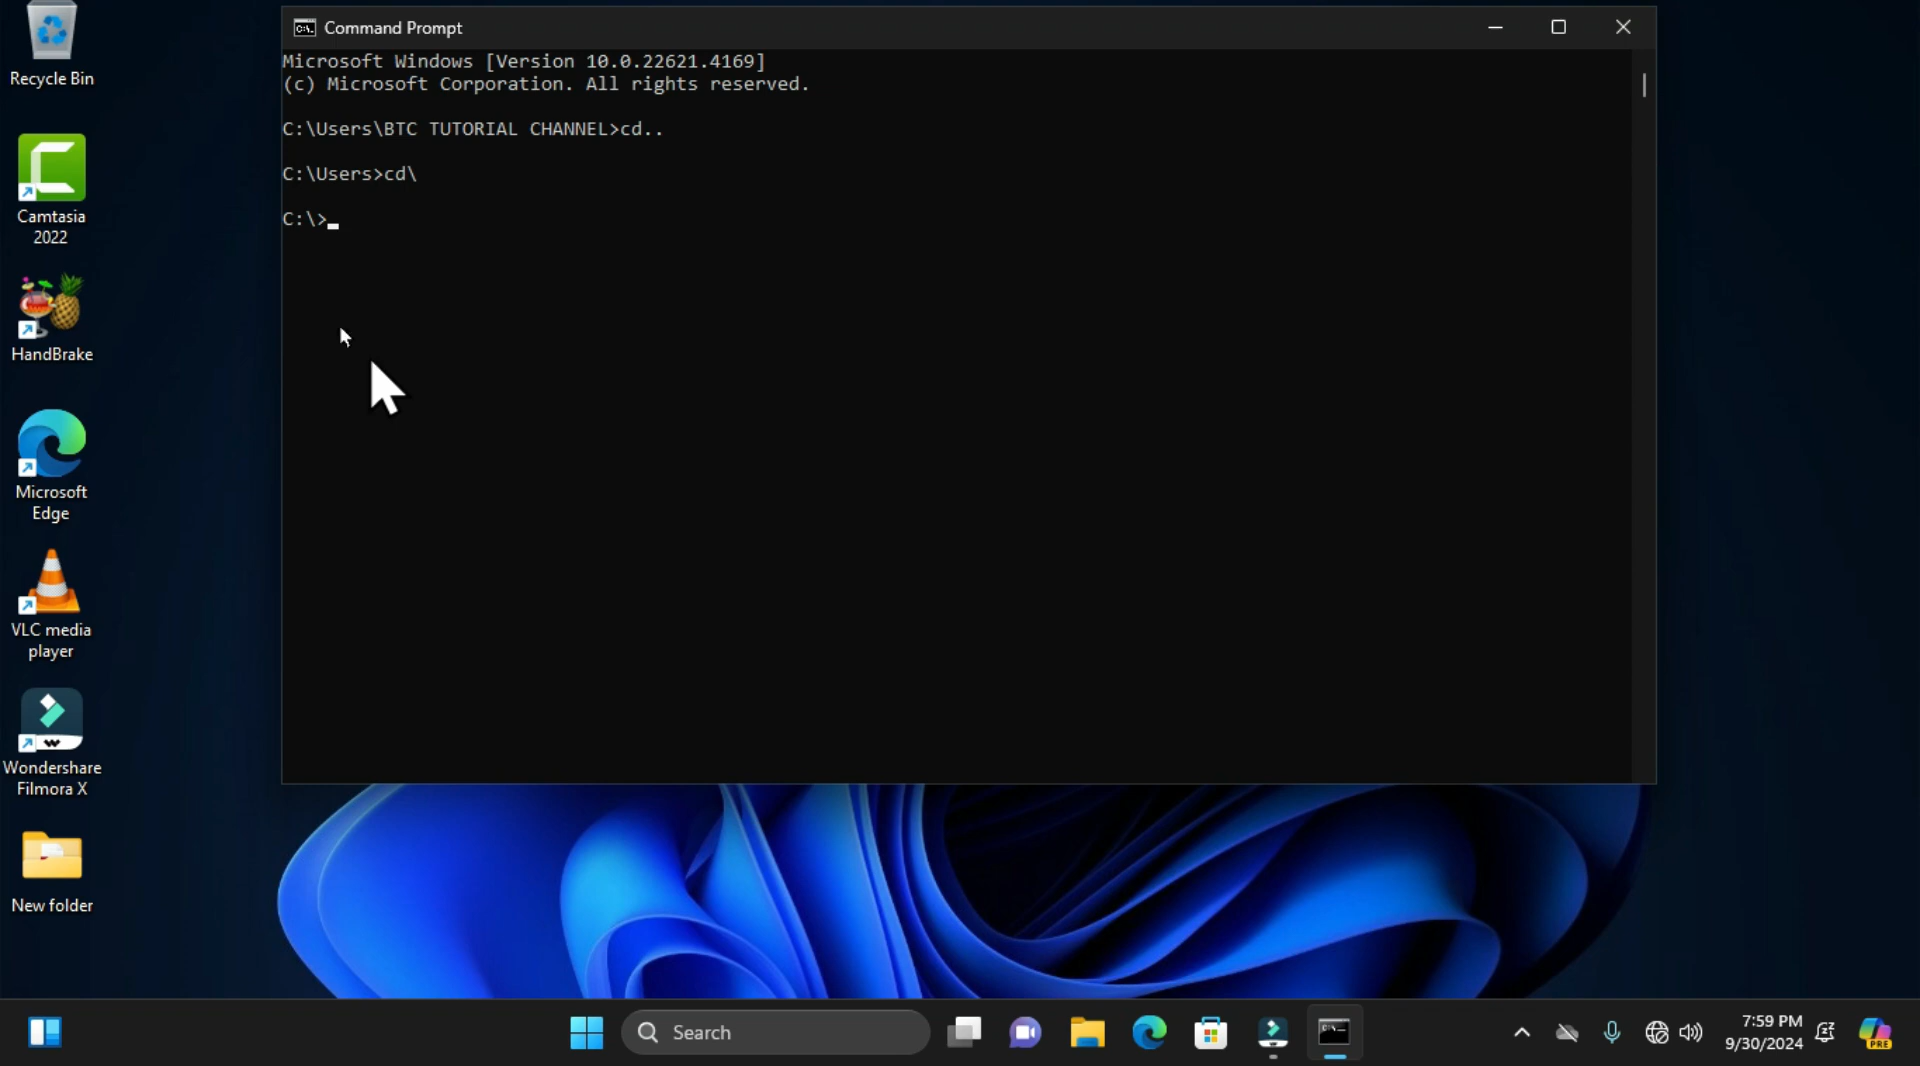 Recycle Bin
Camtasia
2022
HandBrake
Microsoft
Edge
VLC media
player
Wondershare
Filmora X
New folder
Command Prompt
Microsoft Windows [Version 10.0.22621.4169]
(c) Microsoft Corporation. All rights reserved.
C:\Users\BTC TUTORIAL CHANNEL>cd..
C:\Users>cd\
C:\>
Search
7:59 PM
9/30/2024
PRE